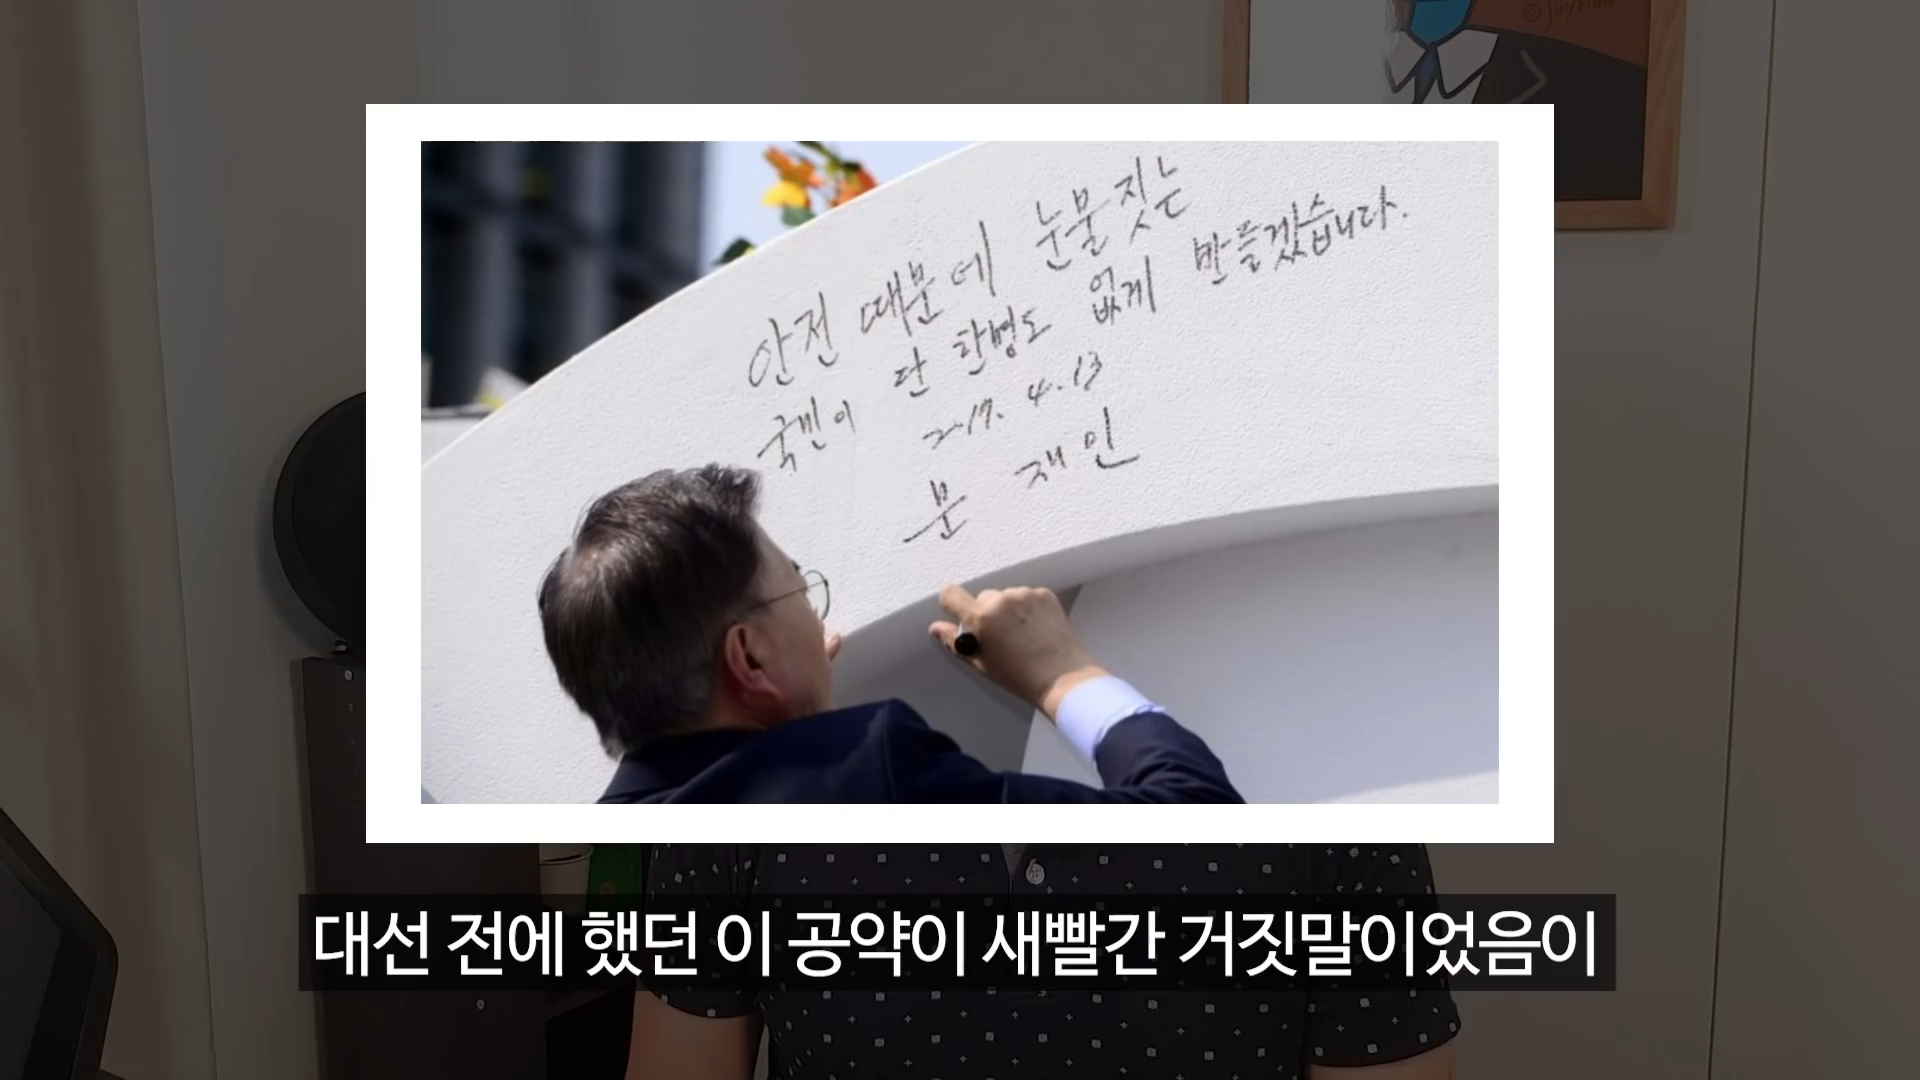 안전 때문에 눈물짓는
국민이 단 한명도 없게 만들겠습니다.
2017. 4. 13
문 재 인
대선 전에 했던 이 공약이 새빨간 거짓말이었음이